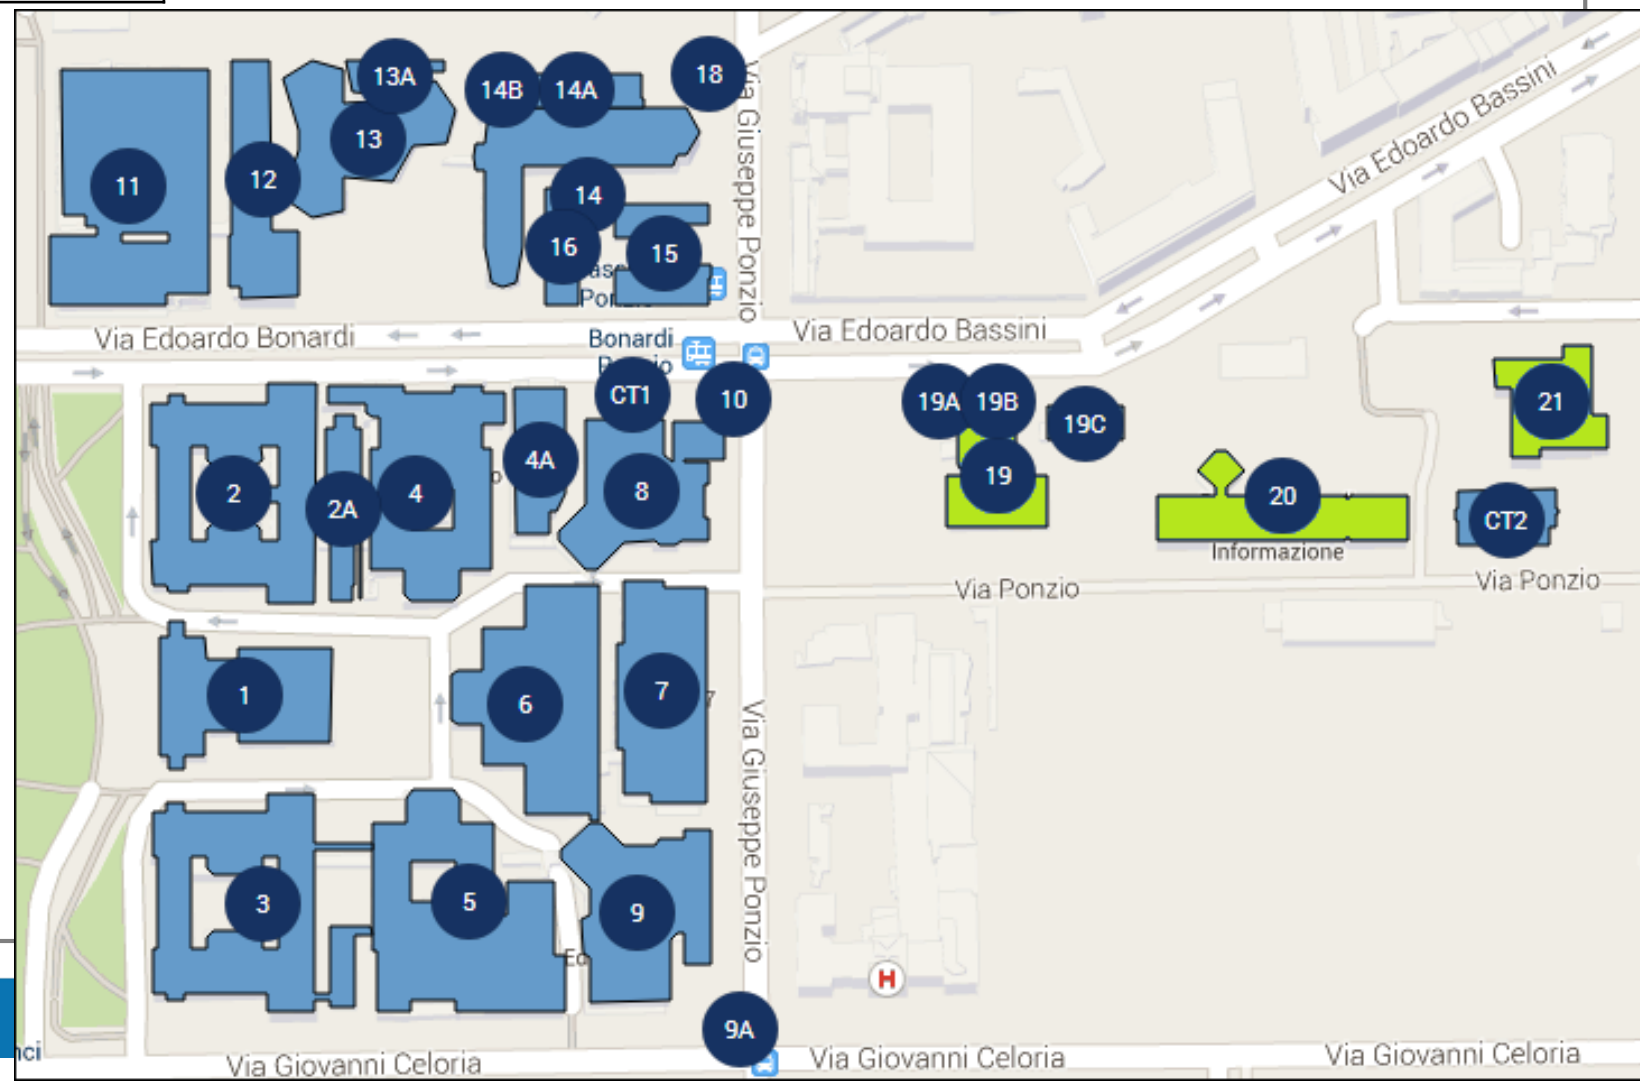 13A
14B
14A
18
13
11
12
14
16
15
Via Giuseppe Ponzio
Via Edoardo Bassini
Via Edoardo Bonardi
Via Edoardo Bassini
Bonardi
CT1
10
19A
19B
19C
21
2
2A
4
4A
8
19
20
Informazione
CT2
Via Ponzio
Via Ponzio
1
6
7
Via Giuseppe Ponzio
3
5
9
H
9A
Via Giovanni Celoria
Via Giovanni Celoria
Via Giovanni Celoria